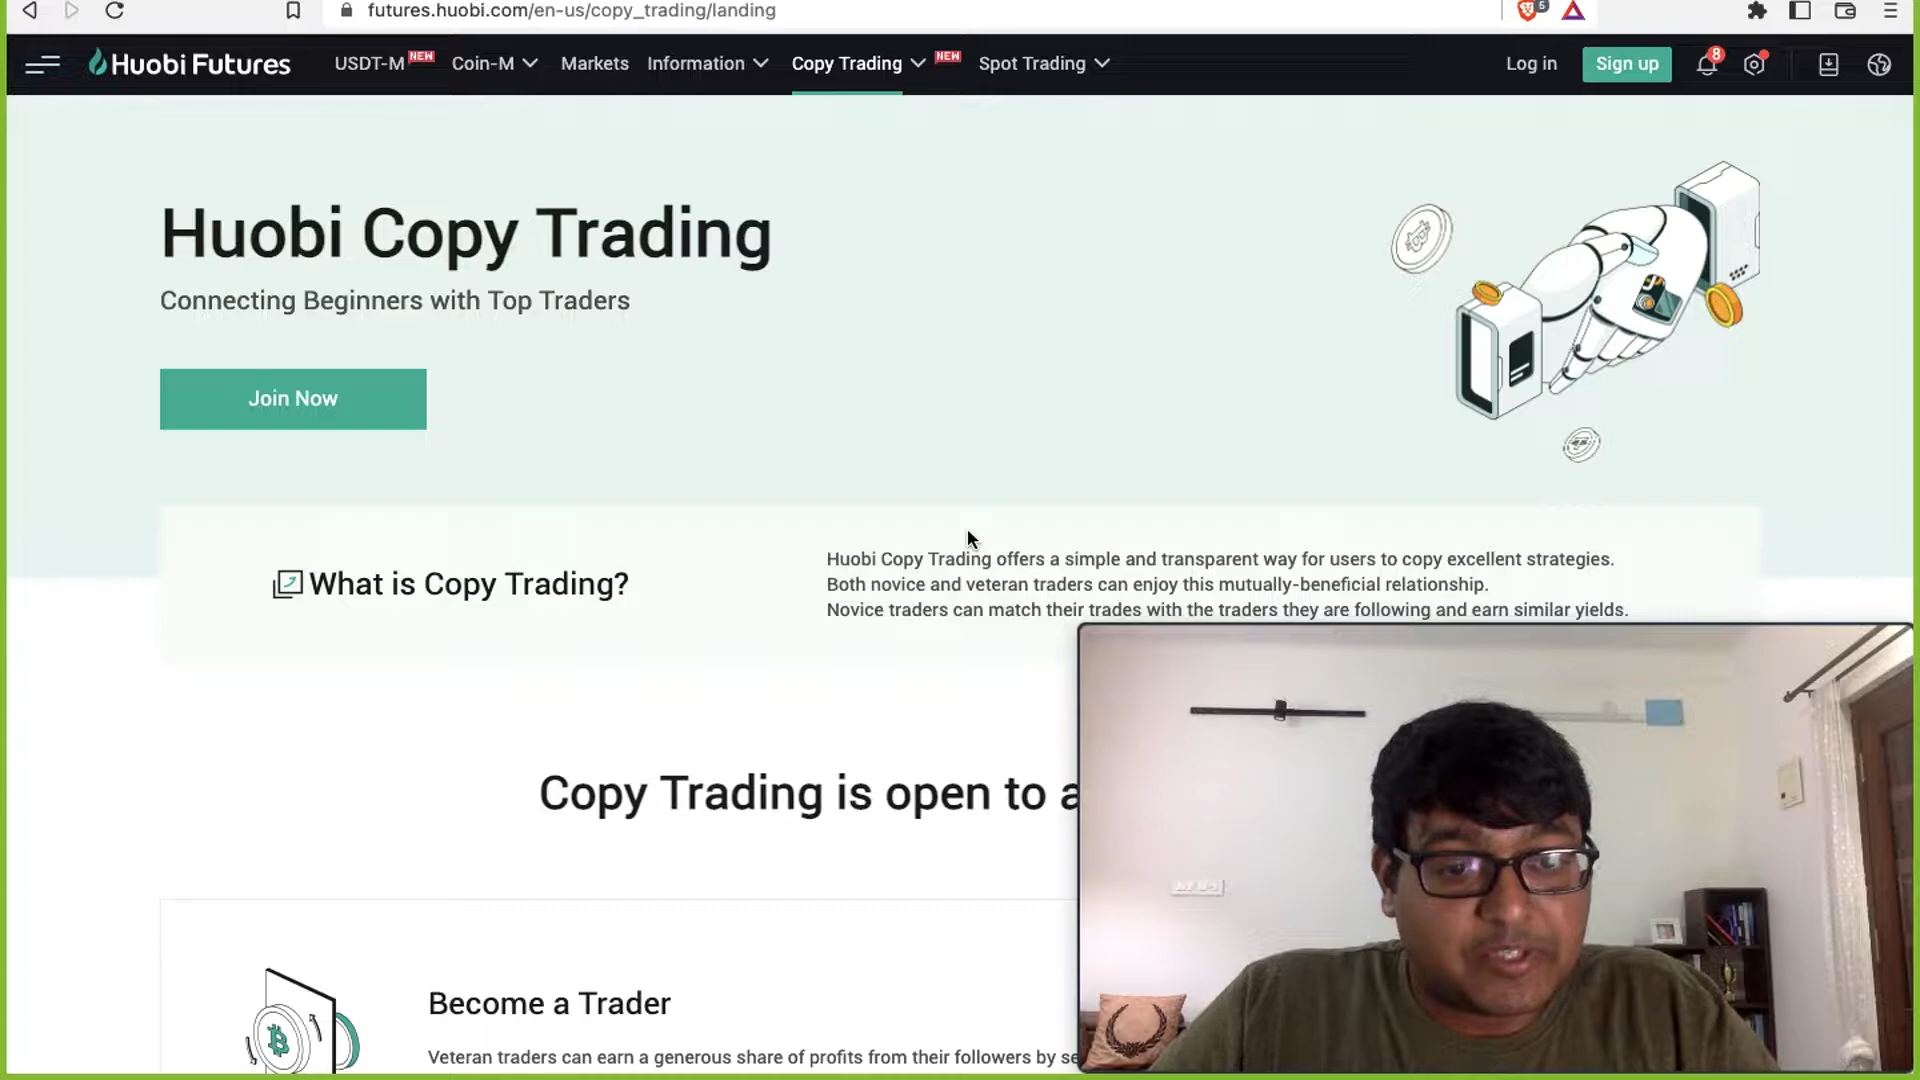 futures.huobi.com/en-us/copy_trading/landing
5
Huobi Futures
USDT-M NEW Coin-M Markets Information Copy Trading NEW Spot Trading Log in Sign up 8
Huobi Copy Trading
Connecting Beginners with Top Traders
Join Now
What is Copy Trading?
Huobi Copy Trading offers a simple and transparent way for users to copy excellent strategies.
Both novice and veteran traders can enjoy this mutually-beneficial relationship.
Novice traders can match their trades with the traders they are following and earn similar yields.
Copy Trading is open to a
Become a Trader
Veteran traders can earn a generous share of profits from their followers by se